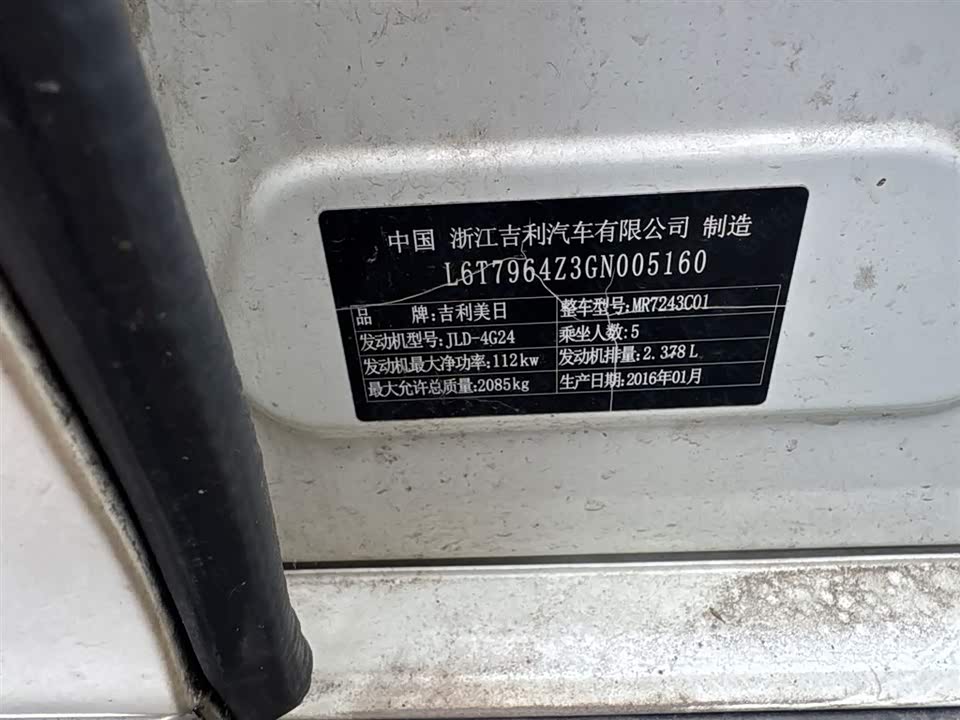 中国 浙江吉利汽车有限公司 制造
L6T7964Z3GN005160
品 牌:吉利美日 整车型号:MR7243C01
发动机型号:JLD-4G24 乘坐人数:5
发动机最大净功率:112kw 发动机排量:2.378L
最大允许总质量:2085kg 生产日期:2016年01月